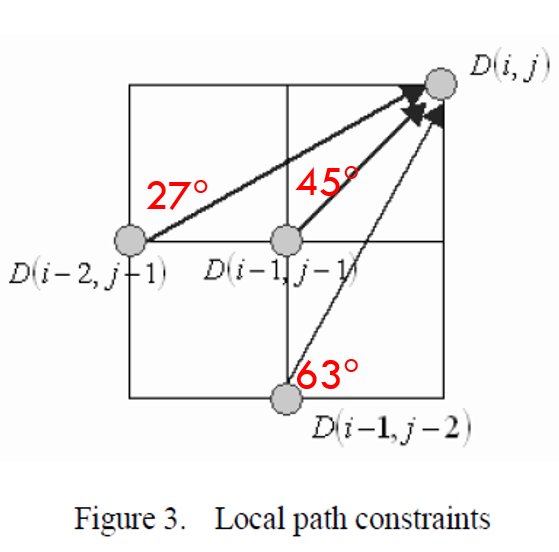 D(i, j)
27° 45°
D(i−2, j−1) D(i−1, j−1)
63°
D(i−1, j−2)
Figure 3. Local path constraints